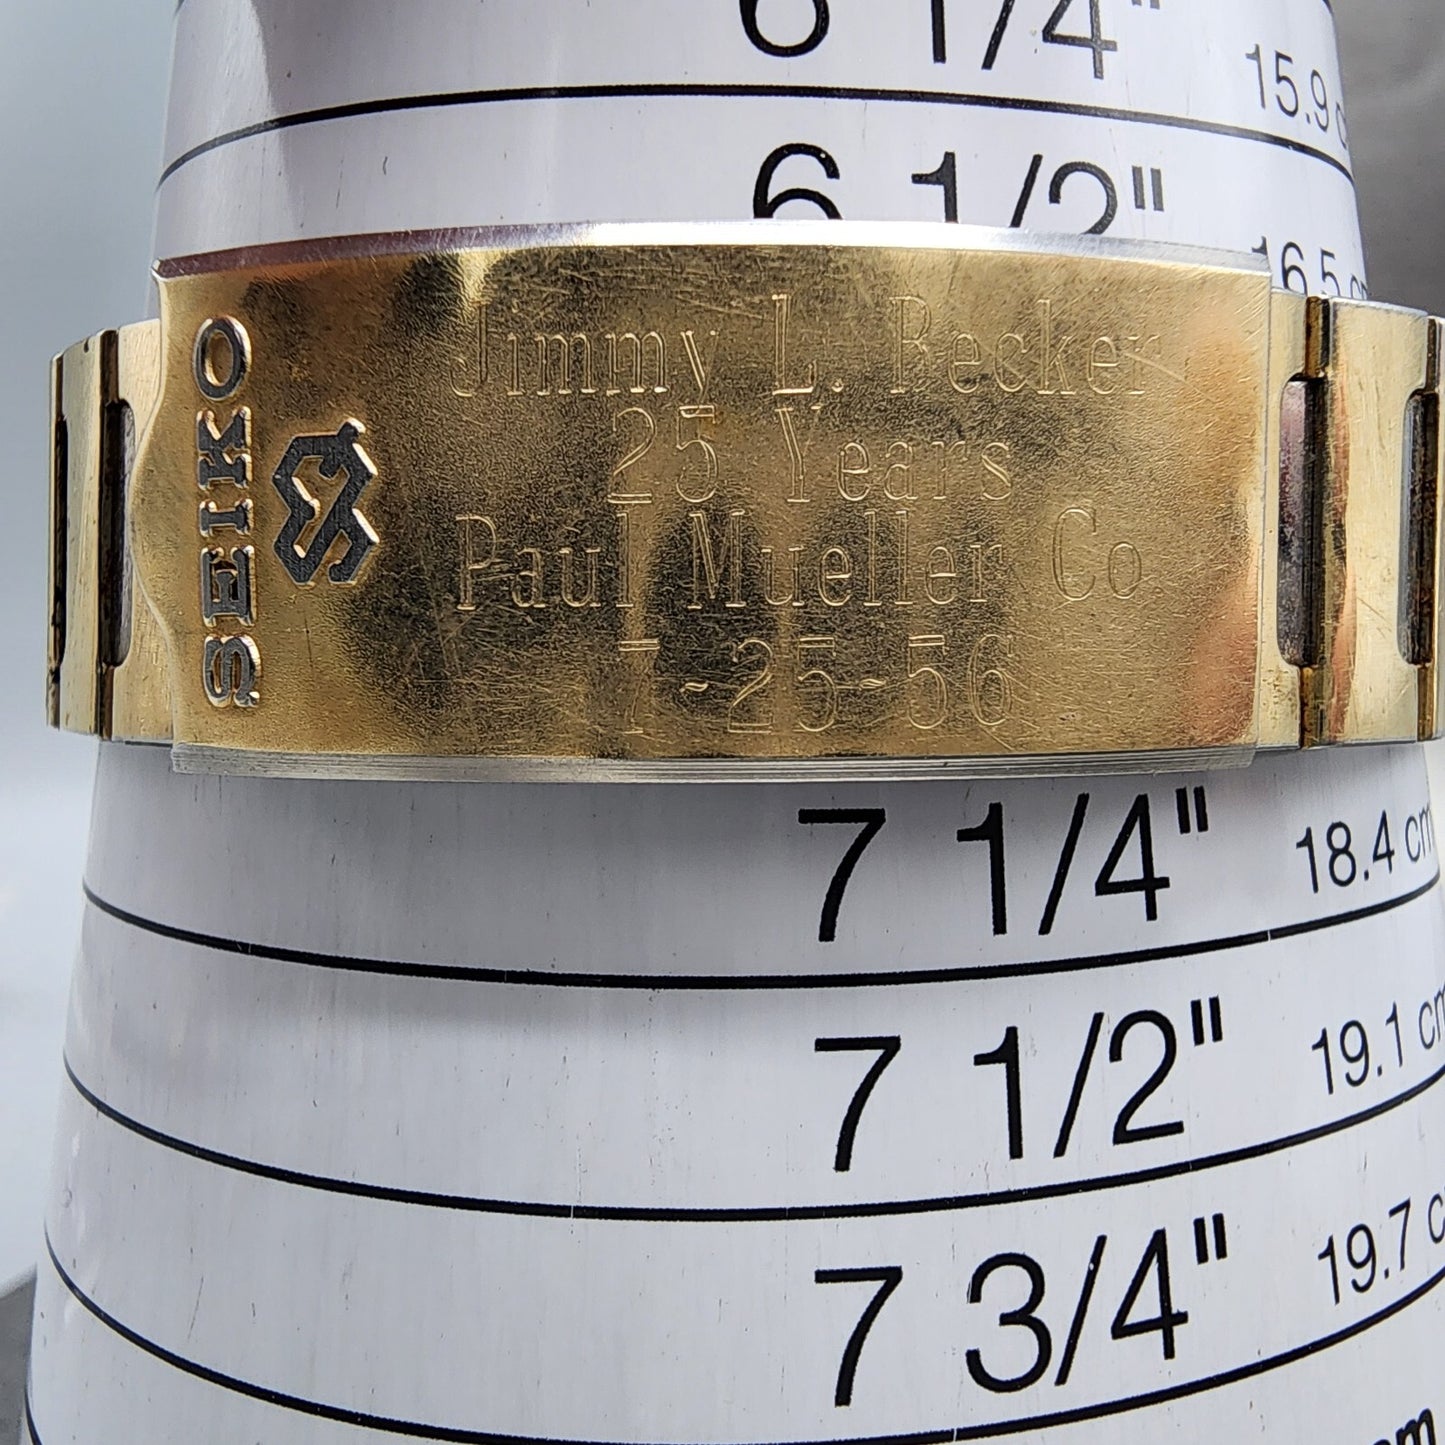 6 1/4"
15.9 c
6 1/2"
16.5 cm
SEIKO
Jimmy L. Becker
25 Years
Paul Mueller Co
7-25-56
7 1/4" 18.4 cm
7 1/2" 19.1 cm
7 3/4" 19.7 c
cm